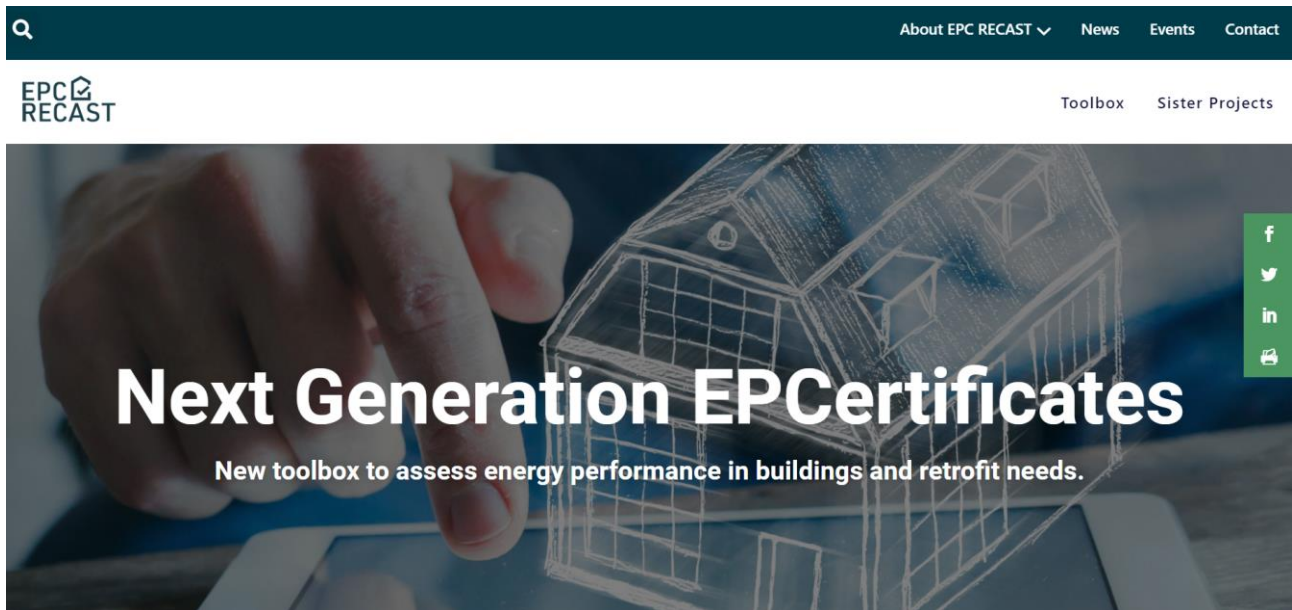 About EPC RECAST News Events Contact
EPC
RECAST
Toolbox Sister Projects
Next Generation EPCertificates
New toolbox to assess energy performance in buildings and retrofit needs.